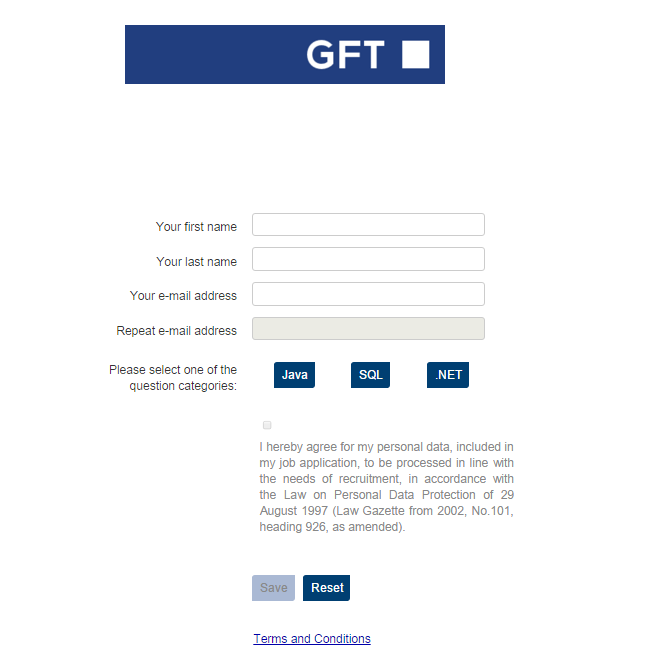 GFT
Your first name
Your last name
Your e-mail address
Repeat e-mail address
Please select one of the
question categories:
Java SQL .NET
I hereby agree for my personal data, included in
my job application, to be processed in line with
the needs of recruitment, in accordance with
the Law on Personal Data Protection of 29
August 1997 (Law Gazette from 2002, No.101,
heading 926, as amended).
Save Reset
Terms and Conditions